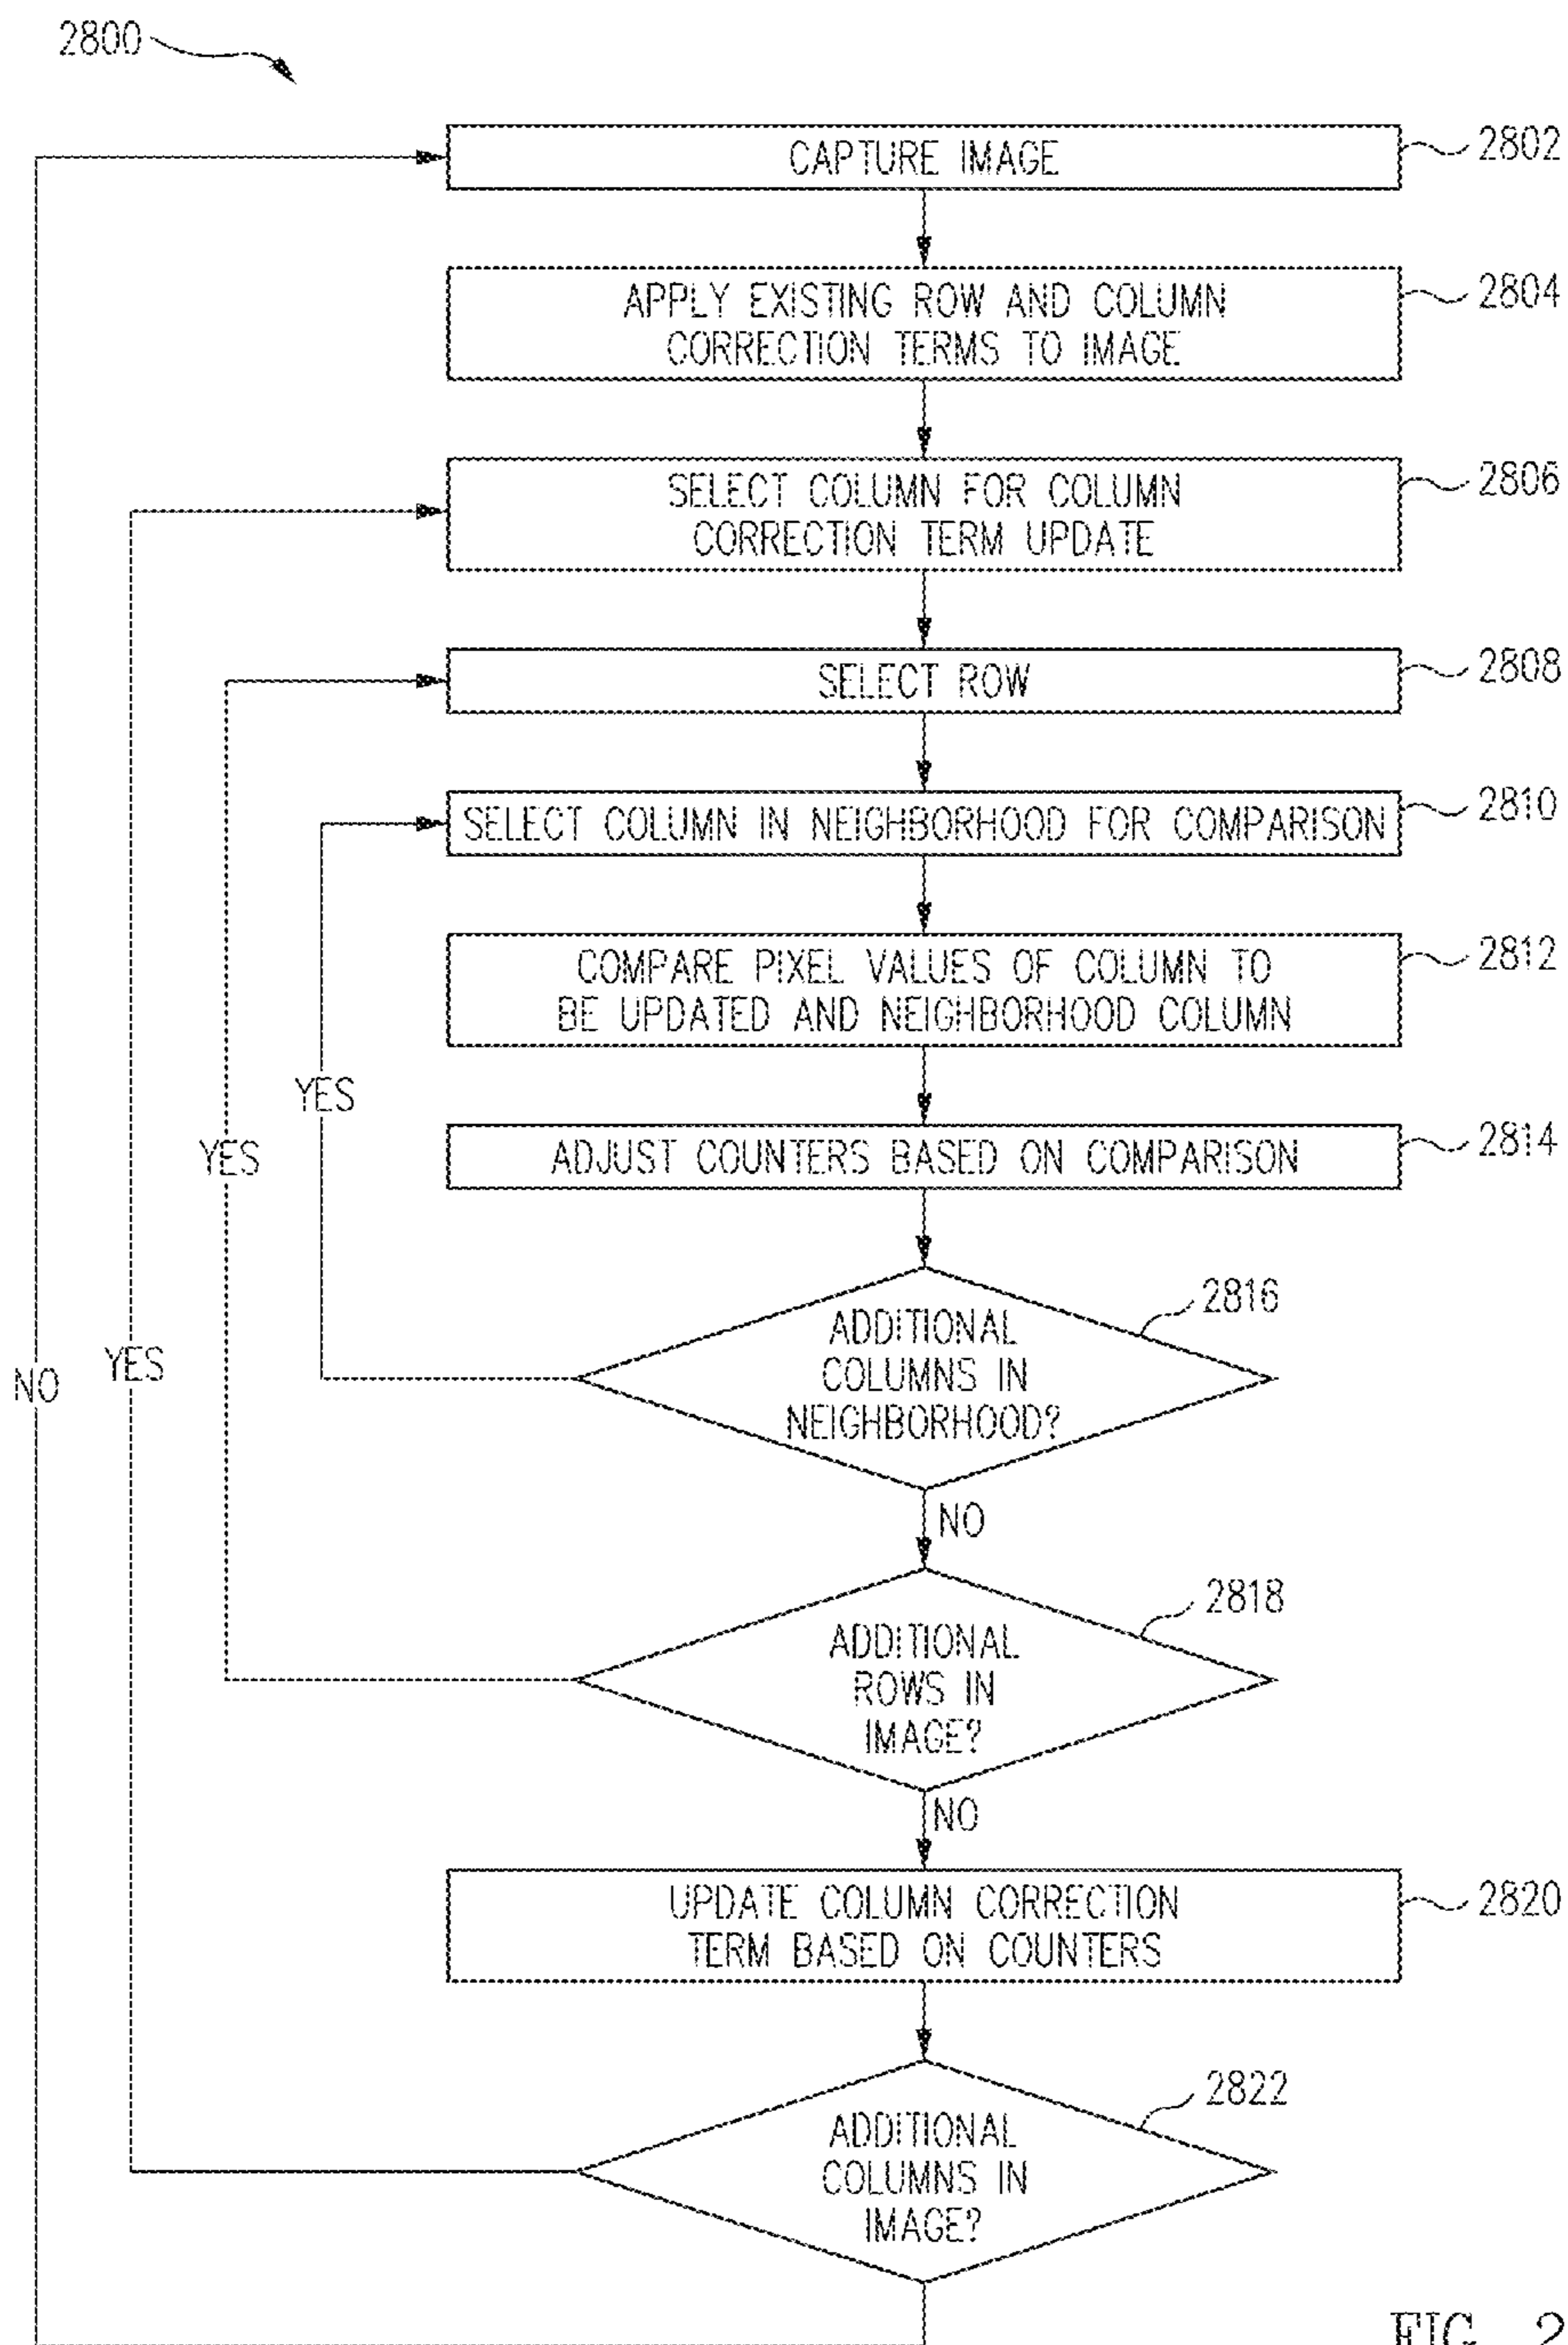 2800
CAPTURE IMAGE
2802
APPLY EXISTING ROW AND COLUMN
CORRECTION TERMS TO IMAGE
2804
SELECT COLUMN FOR COLUMN
CORRECTION TERM UPDATE
2806
SELECT ROW
2808
SELECT COLUMN IN NEIGHBORHOOD FOR COMPARISON
2810
COMPARE PIXEL VALUES OF COLUMN TO
BE UPDATED AND NEIGHBORHOOD COLUMN
2812
YES
YES
ADJUST COUNTERS BASED ON COMPARISON
2814
YES
NO
ADDITIONAL
COLUMNS IN
NEIGHBORHOOD?
2816
NO
ADDITIONAL
ROWS IN
IMAGE?
2818
NO
UPDATE COLUMN CORRECTION
TERM BASED ON COUNTERS
2820
ADDITIONAL
COLUMNS IN
IMAGE?
2822
FIG. 2